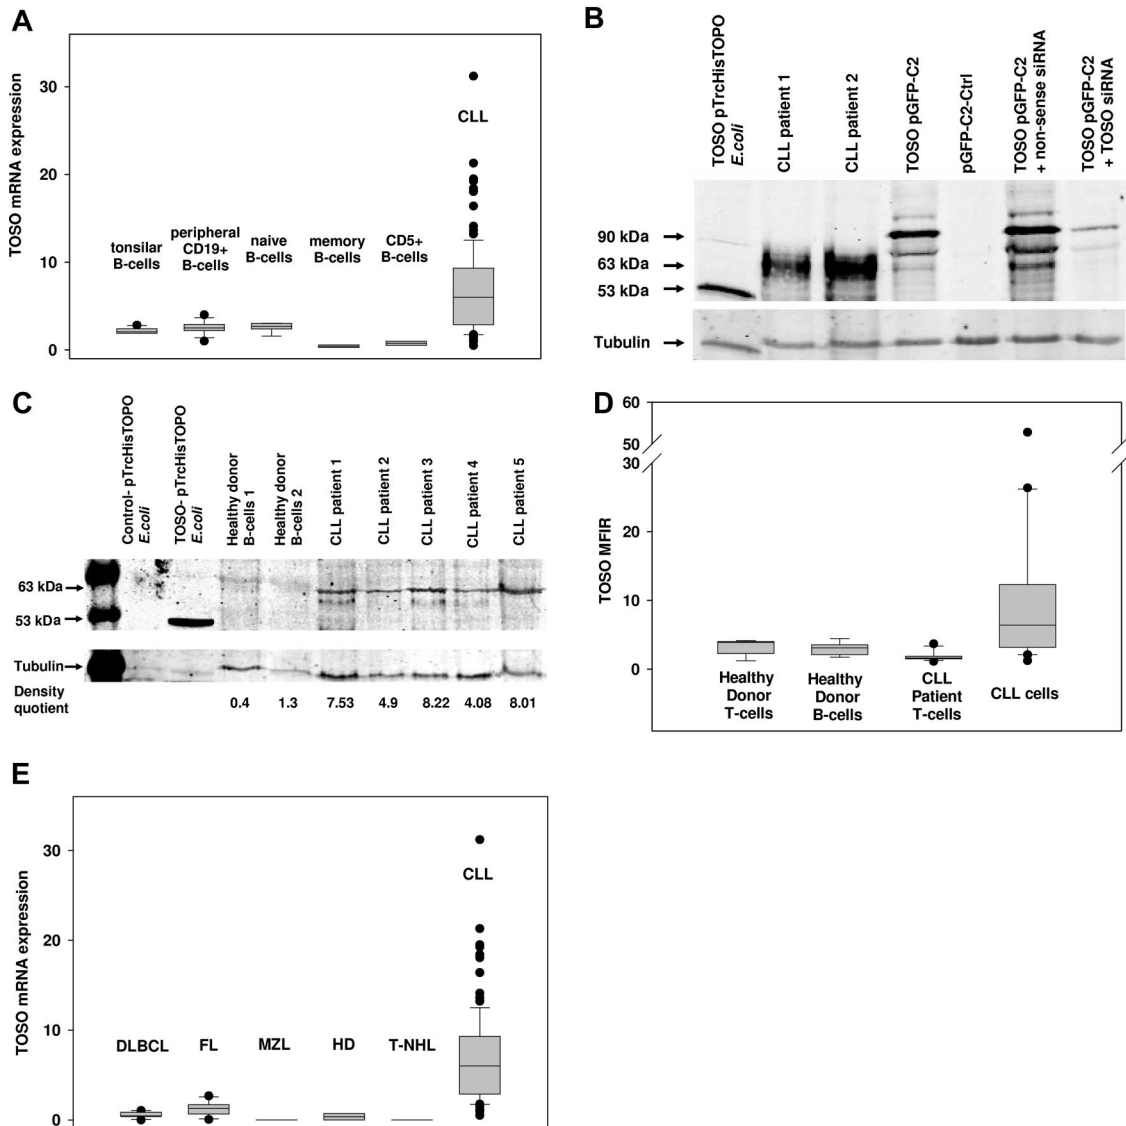 A
TOSO mRNA expression
30
20
10
0
tonsilar
B-cells
peripheral
CD19+
B-cells
naive
B-cells
memory
B-cells
CD5+
B-cells
CLL
B
TOSO pTrcHisTOPO
E.coli
CLL patient 1
CLL patient 2
TOSO pGFP-C2
pGFP-C2-Ctrl
TOSO pGFP-C2
+ non-sense siRNA
TOSO pGFP-C2
+ TOSO siRNA
90 kDa
63 kDa
53 kDa
Tubulin
C
Control- pTrcHisTOPO
E.coli
TOSO- pTrcHisTOPO
E.coli
Healthy donor
B-cells 1
Healthy donor
B-cells 2
CLL patient 1
CLL patient 2
CLL patient 3
CLL patient 4
CLL patient 5
63 kDa
53 kDa
Tubulin
Density
quotient
0.4 1.3 7.53 4.9 8.22 4.08 8.01
D
TOSO MFIR
60
50
30
20
10
0
Healthy
Donor
T-cells
Healthy
Donor
B-cells
CLL
Patient
T-cells
CLL cells
E
TOSO mRNA expression
30
20
10
0
DLBCL FL MZL HD T-NHL
CLL